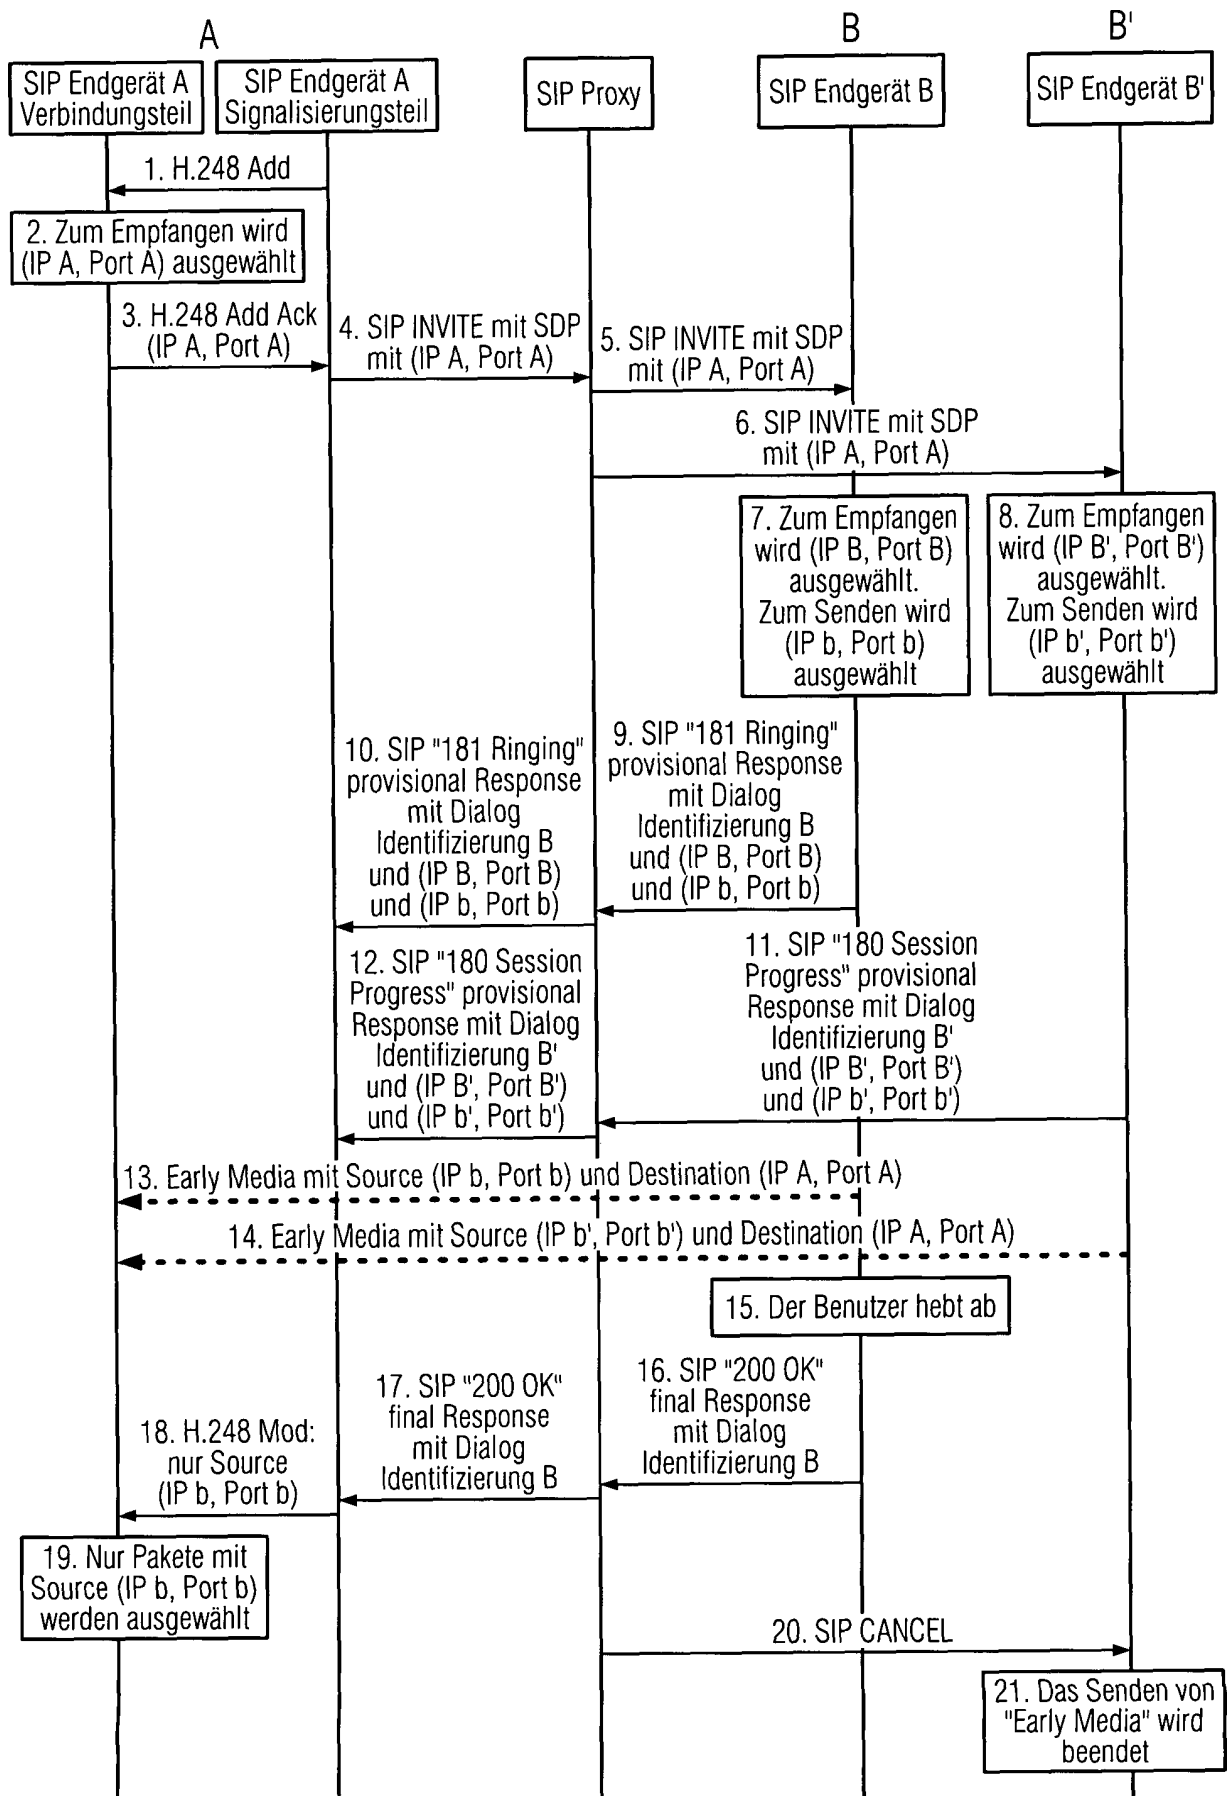 A
B
B'
SIP Endgerät A
Verbindungsteil
SIP Endgerät A
Signalisierungsteil
SIP Proxy
SIP Endgerät B
SIP Endgerät B'
1. H.248 Add
2. Zum Empfangen wird
(IP A, Port A) ausgewählt
3. H.248 Add Ack
(IP A, Port A)
4. SIP INVITE mit SDP
mit (IP A, Port A)
5. SIP INVITE mit SDP
mit (IP A, Port A)
6. SIP INVITE mit SDP
mit (IP A, Port A)
7. Zum Empfangen
wird (IP B, Port B)
ausgewählt.
Zum Senden wird
(IP b, Port b)
ausgewählt
8. Zum Empfangen
wird (IP B', Port B')
ausgewählt.
Zum Senden wird
(IP b', Port b')
ausgewählt
9. SIP "181 Ringing"
provisional Response
mit Dialog
Identifizierung B
und (IP B, Port B)
und (IP b, Port b)
10. SIP "181 Ringing"
provisional Response
mit Dialog
Identifizierung B
und (IP B, Port B)
und (IP b, Port b)
11. SIP "180 Session
Progress" provisional
Response mit Dialog
Identifizierung B'
und (IP B', Port B')
und (IP b', Port b')
12. SIP "180 Session
Progress" provisional
Response mit Dialog
Identifizierung B'
und (IP B', Port B')
und (IP b', Port b')
13. Early Media mit Source (IP b, Port b) und Destination (IP A, Port A)
14. Early Media mit Source (IP b', Port b') und Destination (IP A, Port A)
15. Der Benutzer hebt ab
16. SIP "200 OK"
final Response
mit Dialog
Identifizierung B
17. SIP "200 OK"
final Response
mit Dialog
Identifizierung B
18. H.248 Mod:
nur Source
(IP b, Port b)
19. Nur Pakete mit
Source (IP b, Port b)
werden ausgewählt
20. SIP CANCEL
21. Das Senden von
"Early Media" wird
beendet